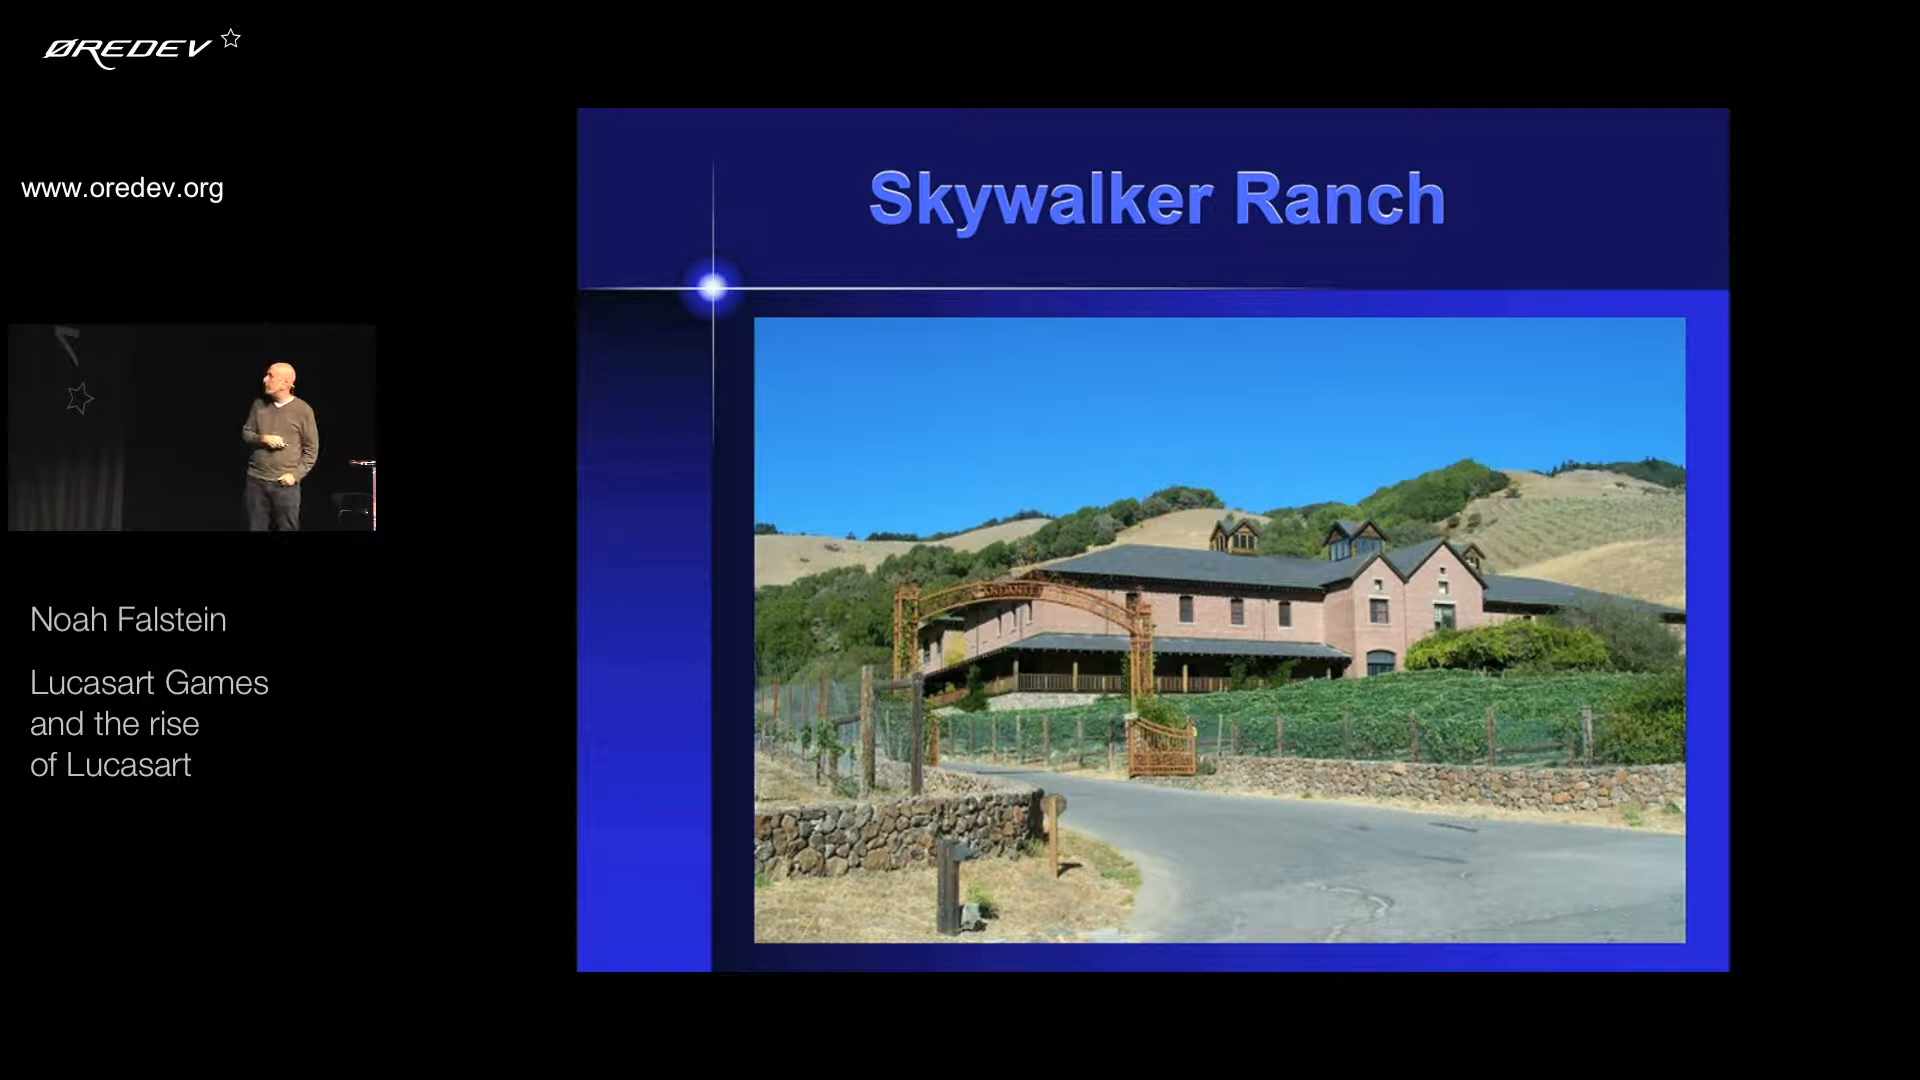 ØREDEV
www.oredev.org
Skywalker Ranch
Noah Falstein
Lucasart Games
and the rise
of Lucasart